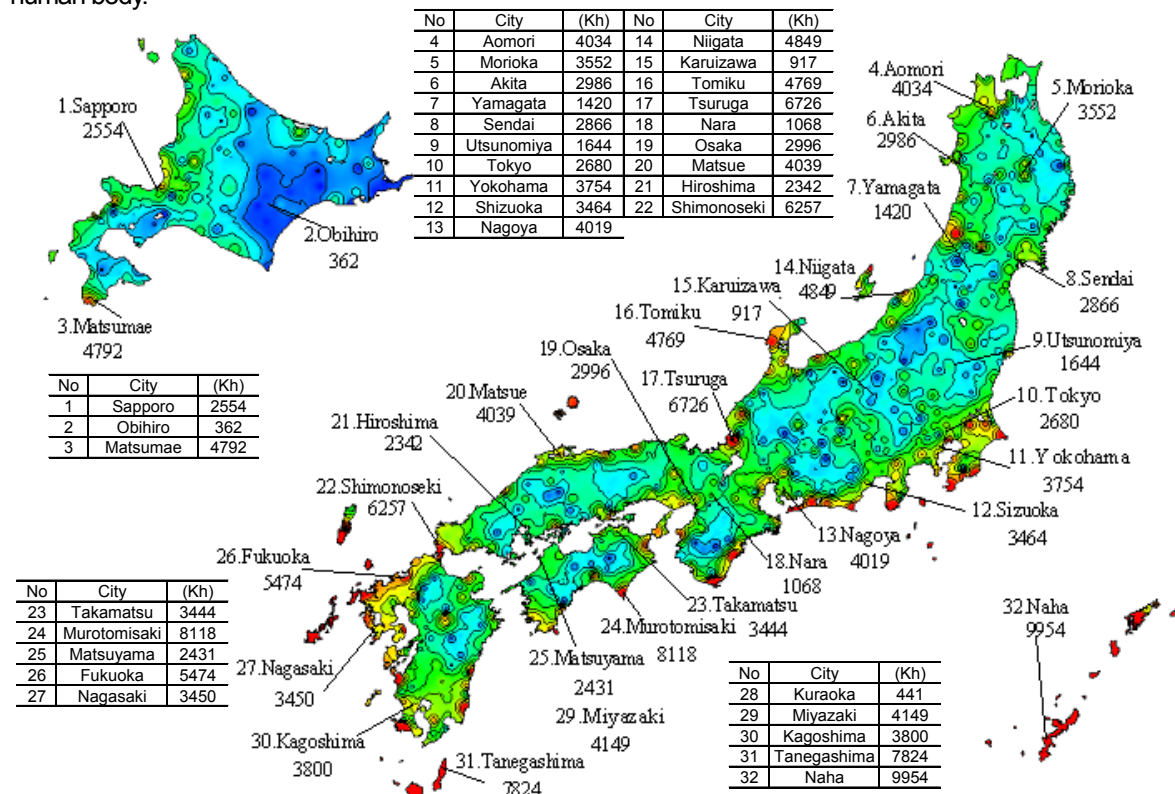 human body.
No City (Kh) No City (Kh)
4 Aomori 4034 14 Niigata 4849
5 Morioka 3552 15 Karuizawa 917
6 Akita 2986 16 Tomiku 4769
7 Yamagata 1420 17 Tsuruga 6726
8 Sendai 2866 18 Nara 1068
9 Utsunomiya 1644 19 Osaka 2996
10 Tokyo 2680 20 Matsue 4039
11 Yokohama 3754 21 Hiroshima 2342
12 Shizuoka 3464 22 Shimonoseki 6257
13 Nagoya 4019
1.Sapporo
2554
2.Obihiro
362
3.Matsumae
4792
No City (Kh)
1 Sapporo 2554
2 Obihiro 362
3 Matsumae 4792
4.Aomori
4034
5.Morioka
3552
6.Akita
2986
7.Yamagata
1420
8.Sendai
2866
14.Niigata
4849
15.Karuizawa
917
16.Tomiku
4769
9.Utsunomiya
1644
19.Osaka
2996
17.Tsuruga
6726
10.Tokyo
2680
20.Matsue
4039
21.Hiroshima
2342
11.Yokohama
3754
22.Shimonoseki
6257
12.Sizuoka
3464
13.Nagoya
4019
26.Fukuoka
5474
18.Nara
1068
No City (Kh)
23 Takamatsu 3444
24 Murotomisaki 8118
25 Matsuyama 2431
26 Fukuoka 5474
27 Nagasaki 3450
23.Takamatsu
3444
24.Murotomisaki
8118
32.Naha
9954
27.Nagasaki
3450
25.Matsuyama
2431
29.Miyazaki
4149
30.Kagoshima
3800
31.Tanegashima
7824
No City (Kh)
28 Kuraoka 441
29 Miyazaki 4149
30 Kagoshima 3800
31 Tanegashima 7824
32 Naha 9954